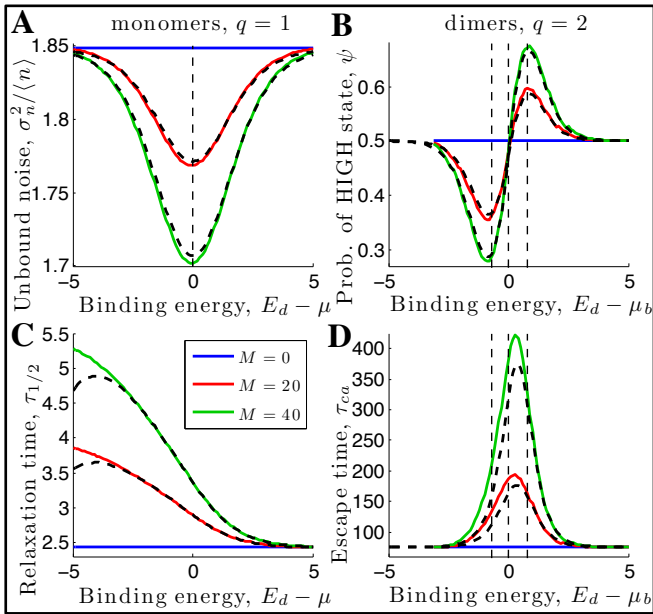 monomers, q = 1
dimers, q = 2
A
Unbound noise, σ²ₙ/⟨n⟩
1.85
1.8
1.75
1.7
-5
0
5
Binding energy, E_d − μ
B
Prob. of HIGH state, ψ
0.6
0.5
0.4
0.3
-5
0
5
Binding energy, E_d − μ_b
C
Relaxation time, τ_{1/2}
5.5
5
4.5
4
3.5
3
2.5
-5
0
5
Binding energy, E_d − μ
M = 0
M = 20
M = 40
D
Escape time, τ_{ca}
400
350
300
250
200
150
100
-5
0
5
Binding energy, E_d − μ_b